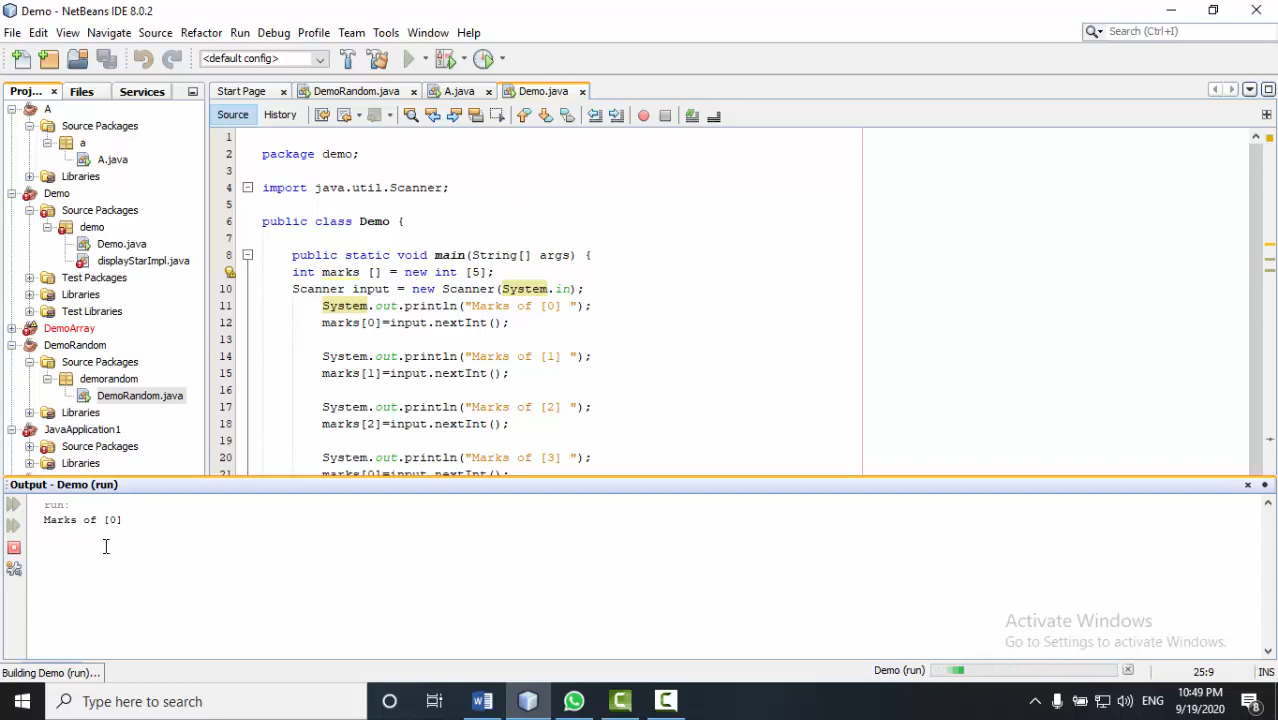 Demo - NetBeans IDE 8.0.2
File Edit View Navigate Source Refactor Run Debug Profile Team Tools Window Help
Search (Ctrl+I)
<default config>
Proj... Files Services
Start Page DemoRandom.java A.java Demo.java
Source History
A
Source Packages
a
A.java
Libraries
Demo
Source Packages
demo
Demo.java
displayStarImpl.java
Test Packages
Libraries
Test Libraries
DemoArray
DemoRandom
Source Packages
demorandom
DemoRandom.java
Libraries
JavaApplication1
Source Packages
Libraries
1
2 package demo;
3
4 import java.util.Scanner;
5
6 public class Demo {
7
8 public static void main(String[] args) {
int marks [] = new int [5];
10 Scanner input = new Scanner(System.in);
11 System.out.println("Marks of [0] ");
12 marks[0]=input.nextInt();
13
14 System.out.println("Marks of [1] ");
15 marks[1]=input.nextInt();
16
17 System.out.println("Marks of [2] ");
18 marks[2]=input.nextInt();
19
20 System.out.println("Marks of [3] ");
21 marks[0]=input.nextInt();
Output - Demo (run)
run:
Marks of [0]
Activate Windows
Go to Settings to activate Windows.
Building Demo (run)... Demo (run) 25:9 INS
Type here to search
ENG
10:49 PM
9/19/2020
8